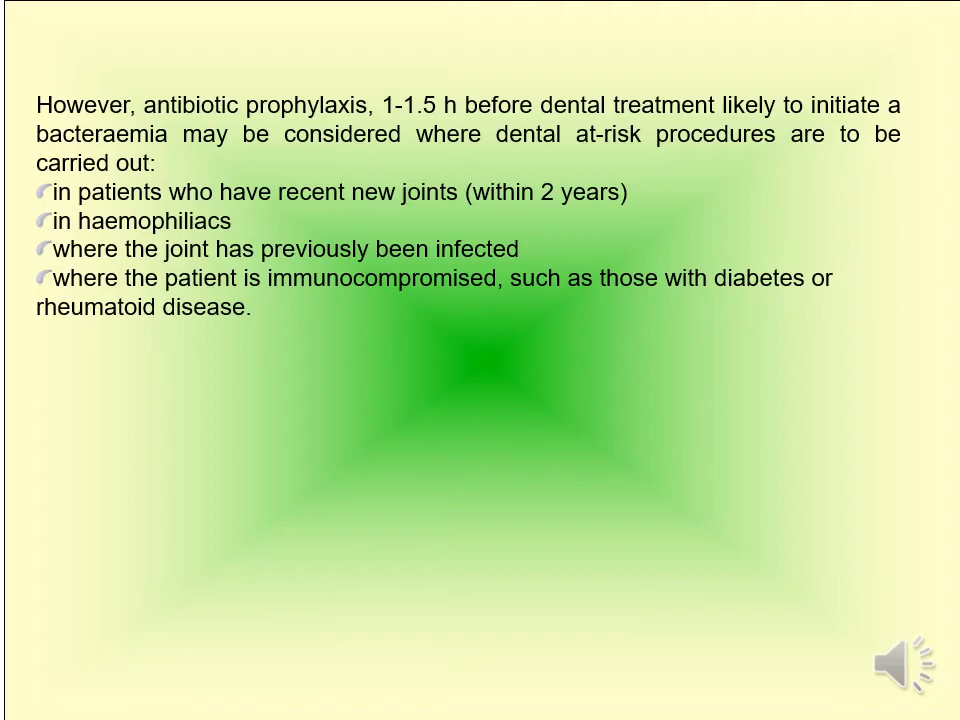 However, antibiotic prophylaxis, 1-1.5 h before dental treatment likely to initiate a
bacteraemia may be considered where dental at-risk procedures are to be
carried out:
in patients who have recent new joints (within 2 years)
in haemophiliacs
where the joint has previously been infected
where the patient is immunocompromised, such as those with diabetes or
rheumatoid disease.